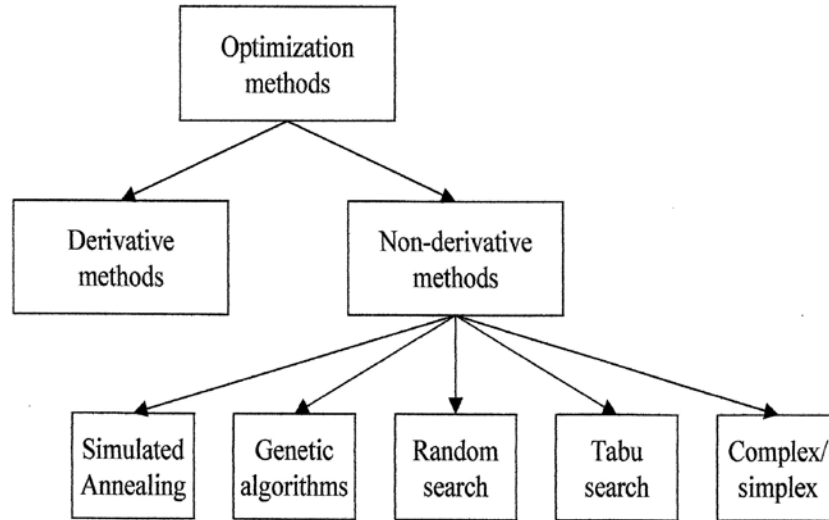 Optimization
methods
Derivative
methods
Non-derivative
methods
Simulated
Annealing
Genetic
algorithms
Random
search
Tabu
search
Complex/
simplex